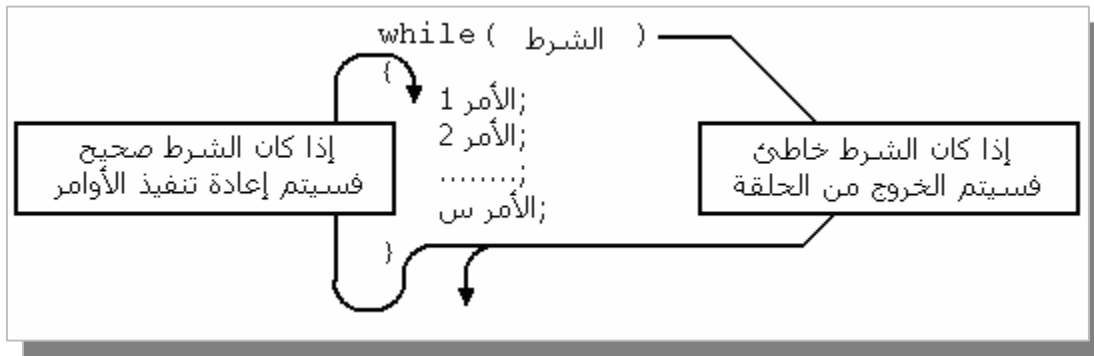 while ( الشرط )
{
الأمر 1;
الأمر 2;
........;
الأمر س;
}
إذا كان الشرط صحيح
فسيتم إعادة تنفيذ الأوامر
إذا كان الشرط خاطئ
فسيتم الخروج من الحلقة